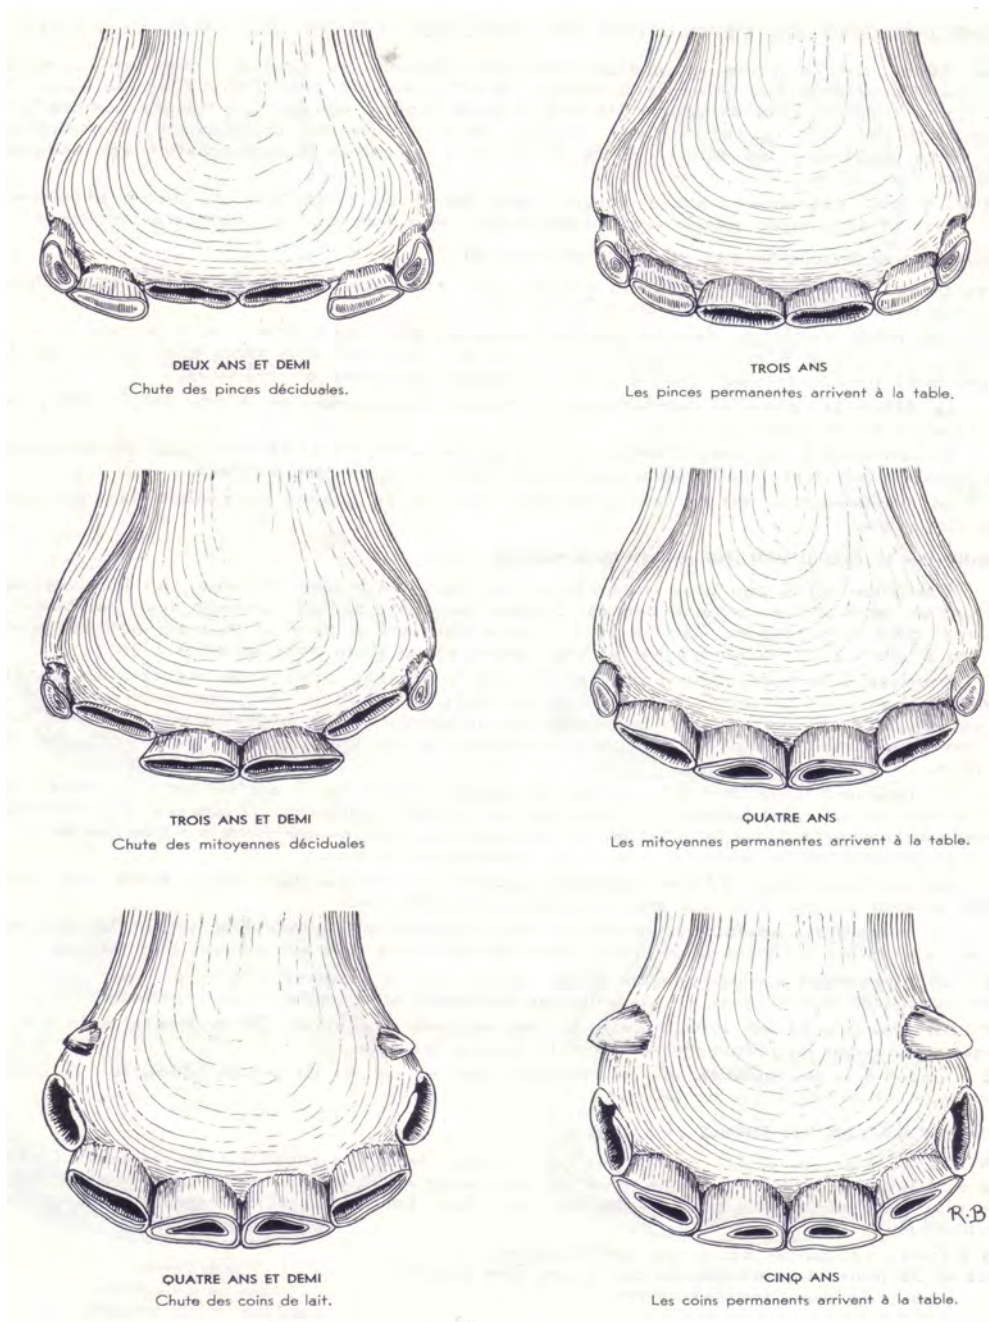 DEUX ANS ET DEMI
Chute des pinces déciduales.
TROIS ANS
Les pinces permanentes arrivent à la table.
TROIS ANS ET DEMI
Chute des mitoyennes déciduales
QUATRE ANS
Les mitoyennes permanentes arrivent à la table.
QUATRE ANS ET DEMI
Chute des coins de lait.
R.B
CINQ ANS
Les coins permanents arrivent à la table.